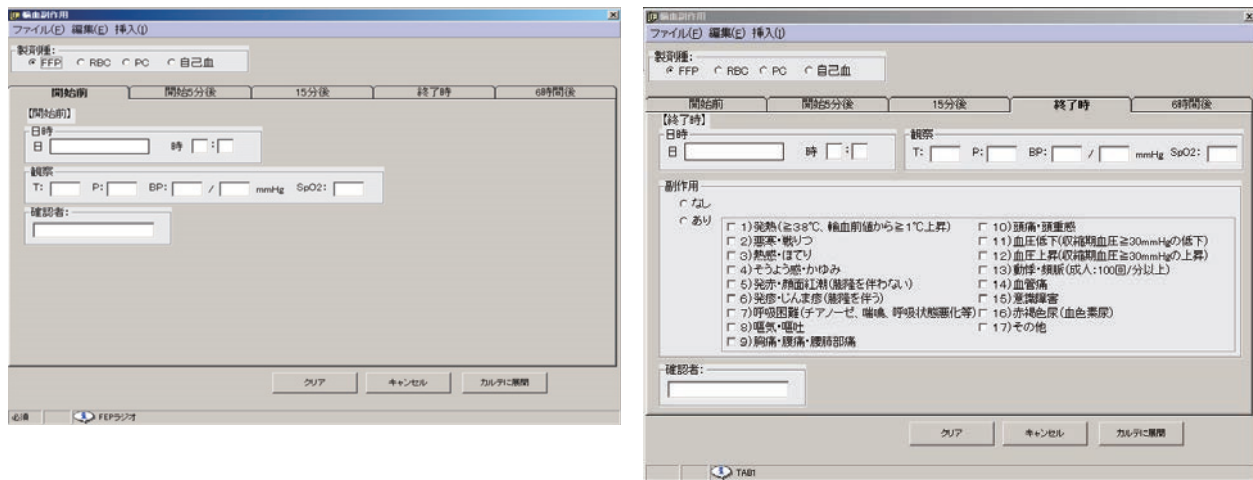 輸血副作用
ファイル(F) 編集(E) 挿入(I)
製剤種:
FFP RBC PC 自己血
開始前 開始5分後 15分後 終了時 6時間後
【開始前】
日時
日 時 :
観察
T: P: BP: / mmHg SpO2:
確認者:
クリア キャンセル カルテに展開
必須 FEPラジオ
輸血副作用
ファイル(F) 編集(E) 挿入(I)
製剤種:
FFP RBC PC 自己血
開始前 開始5分後 15分後 終了時 6時間後
【終了時】
日時
日 時 :
観察
T: P: BP: / mmHg SpO2:
副作用
なし
あり
1)発熱(≧38℃、輸血前値から≧1℃上昇)
2)悪寒・戦りつ
3)熱感・ほてり
4)そうよう感・かゆみ
5)発赤・顔面紅潮(膨隆を伴わない)
6)発疹・じんま疹(膨隆を伴う)
7)呼吸困難(チアノーゼ、喘鳴、呼吸状態悪化等)
8)嘔気・嘔吐
9)胸痛・腹痛・腰肺部痛
10)頭痛・頭重感
11)血圧低下(収縮期血圧≧30mmHgの低下)
12)血圧上昇(収縮期血圧≧30mmHgの上昇)
13)動悸・頻脈(成人:100回/分以上)
14)血管痛
15)意識障害
16)赤褐色尿(血色素尿)
17)その他
確認者:
クリア キャンセル カルテに展開
TAB1